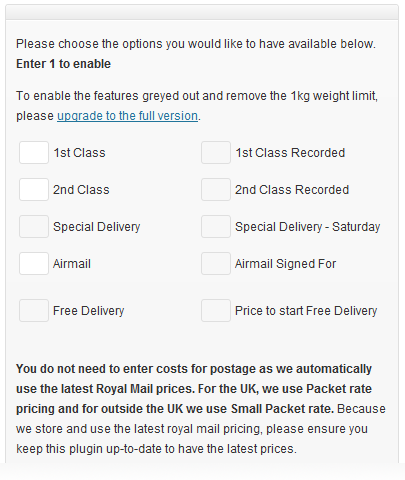 Please choose the options you would like to have available below.
Enter 1 to enable
To enable the features greyed out and remove the 1kg weight limit,
please upgrade to the full version.
1st Class 1st Class Recorded
2nd Class 2nd Class Recorded
Special Delivery Special Delivery - Saturday
Airmail Airmail Signed For
Free Delivery Price to start Free Delivery
You do not need to enter costs for postage as we automatically
use the latest Royal Mail prices. For the UK, we use Packet rate
pricing and for outside the UK we use Small Packet rate. Because
we store and use the latest royal mail pricing, please ensure you
keep this plugin up-to-date to have the latest prices.